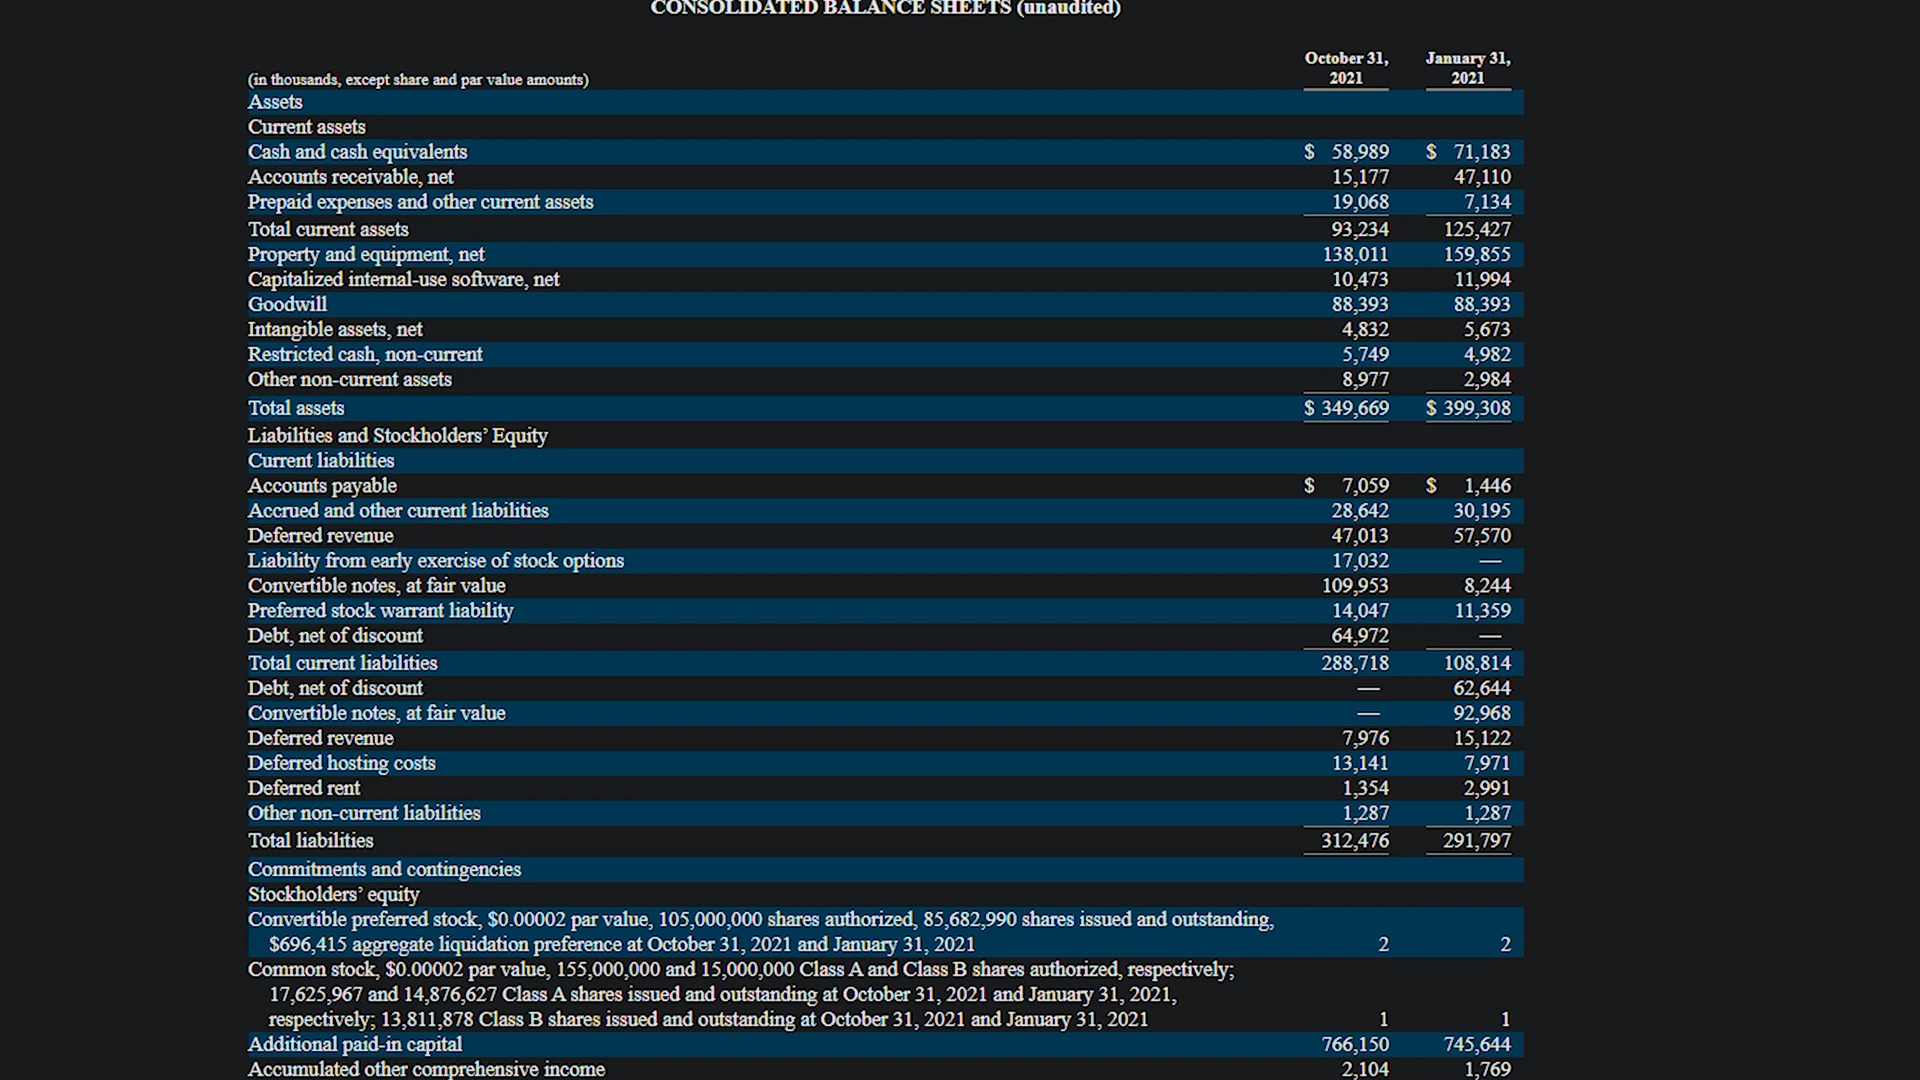 CONSOLIDATED BALANCE SHEETS (unaudited)
(in thousands, except share and par value amounts) October 31, 2021 January 31, 2021
Assets
Current assets
Cash and cash equivalents $ 58,989 $ 71,183
Accounts receivable, net 15,177 47,110
Prepaid expenses and other current assets 19,068 7,134
Total current assets 93,234 125,427
Property and equipment, net 138,011 159,855
Capitalized internal-use software, net 10,473 11,994
Goodwill 88,393 88,393
Intangible assets, net 4,832 5,673
Restricted cash, non-current 5,749 4,982
Other non-current assets 8,977 2,984
Total assets $ 349,669 $ 399,308
Liabilities and Stockholders’ Equity
Current liabilities
Accounts payable $ 7,059 $ 1,446
Accrued and other current liabilities 28,642 30,195
Deferred revenue 47,013 57,570
Liability from early exercise of stock options 17,032 —
Convertible notes, at fair value 109,953 8,244
Preferred stock warrant liability 14,047 11,359
Debt, net of discount 64,972 —
Total current liabilities 288,718 108,814
Debt, net of discount — 62,644
Convertible notes, at fair value — 92,968
Deferred revenue 7,976 15,122
Deferred hosting costs 13,141 7,971
Deferred rent 1,354 2,991
Other non-current liabilities 1,287 1,287
Total liabilities 312,476 291,797
Commitments and contingencies
Stockholders’ equity
Convertible preferred stock, $0.00002 par value, 105,000,000 shares authorized, 85,682,990 shares issued and outstanding,
$696,415 aggregate liquidation preference at October 31, 2021 and January 31, 2021 2 2
Common stock, $0.00002 par value, 155,000,000 and 15,000,000 Class A and Class B shares authorized, respectively;
17,625,967 and 14,876,627 Class A shares issued and outstanding at October 31, 2021 and January 31, 2021,
respectively; 13,811,878 Class B shares issued and outstanding at October 31, 2021 and January 31, 2021 1 1
Additional paid-in capital 766,150 745,644
Accumulated other comprehensive income 2,104 1,769